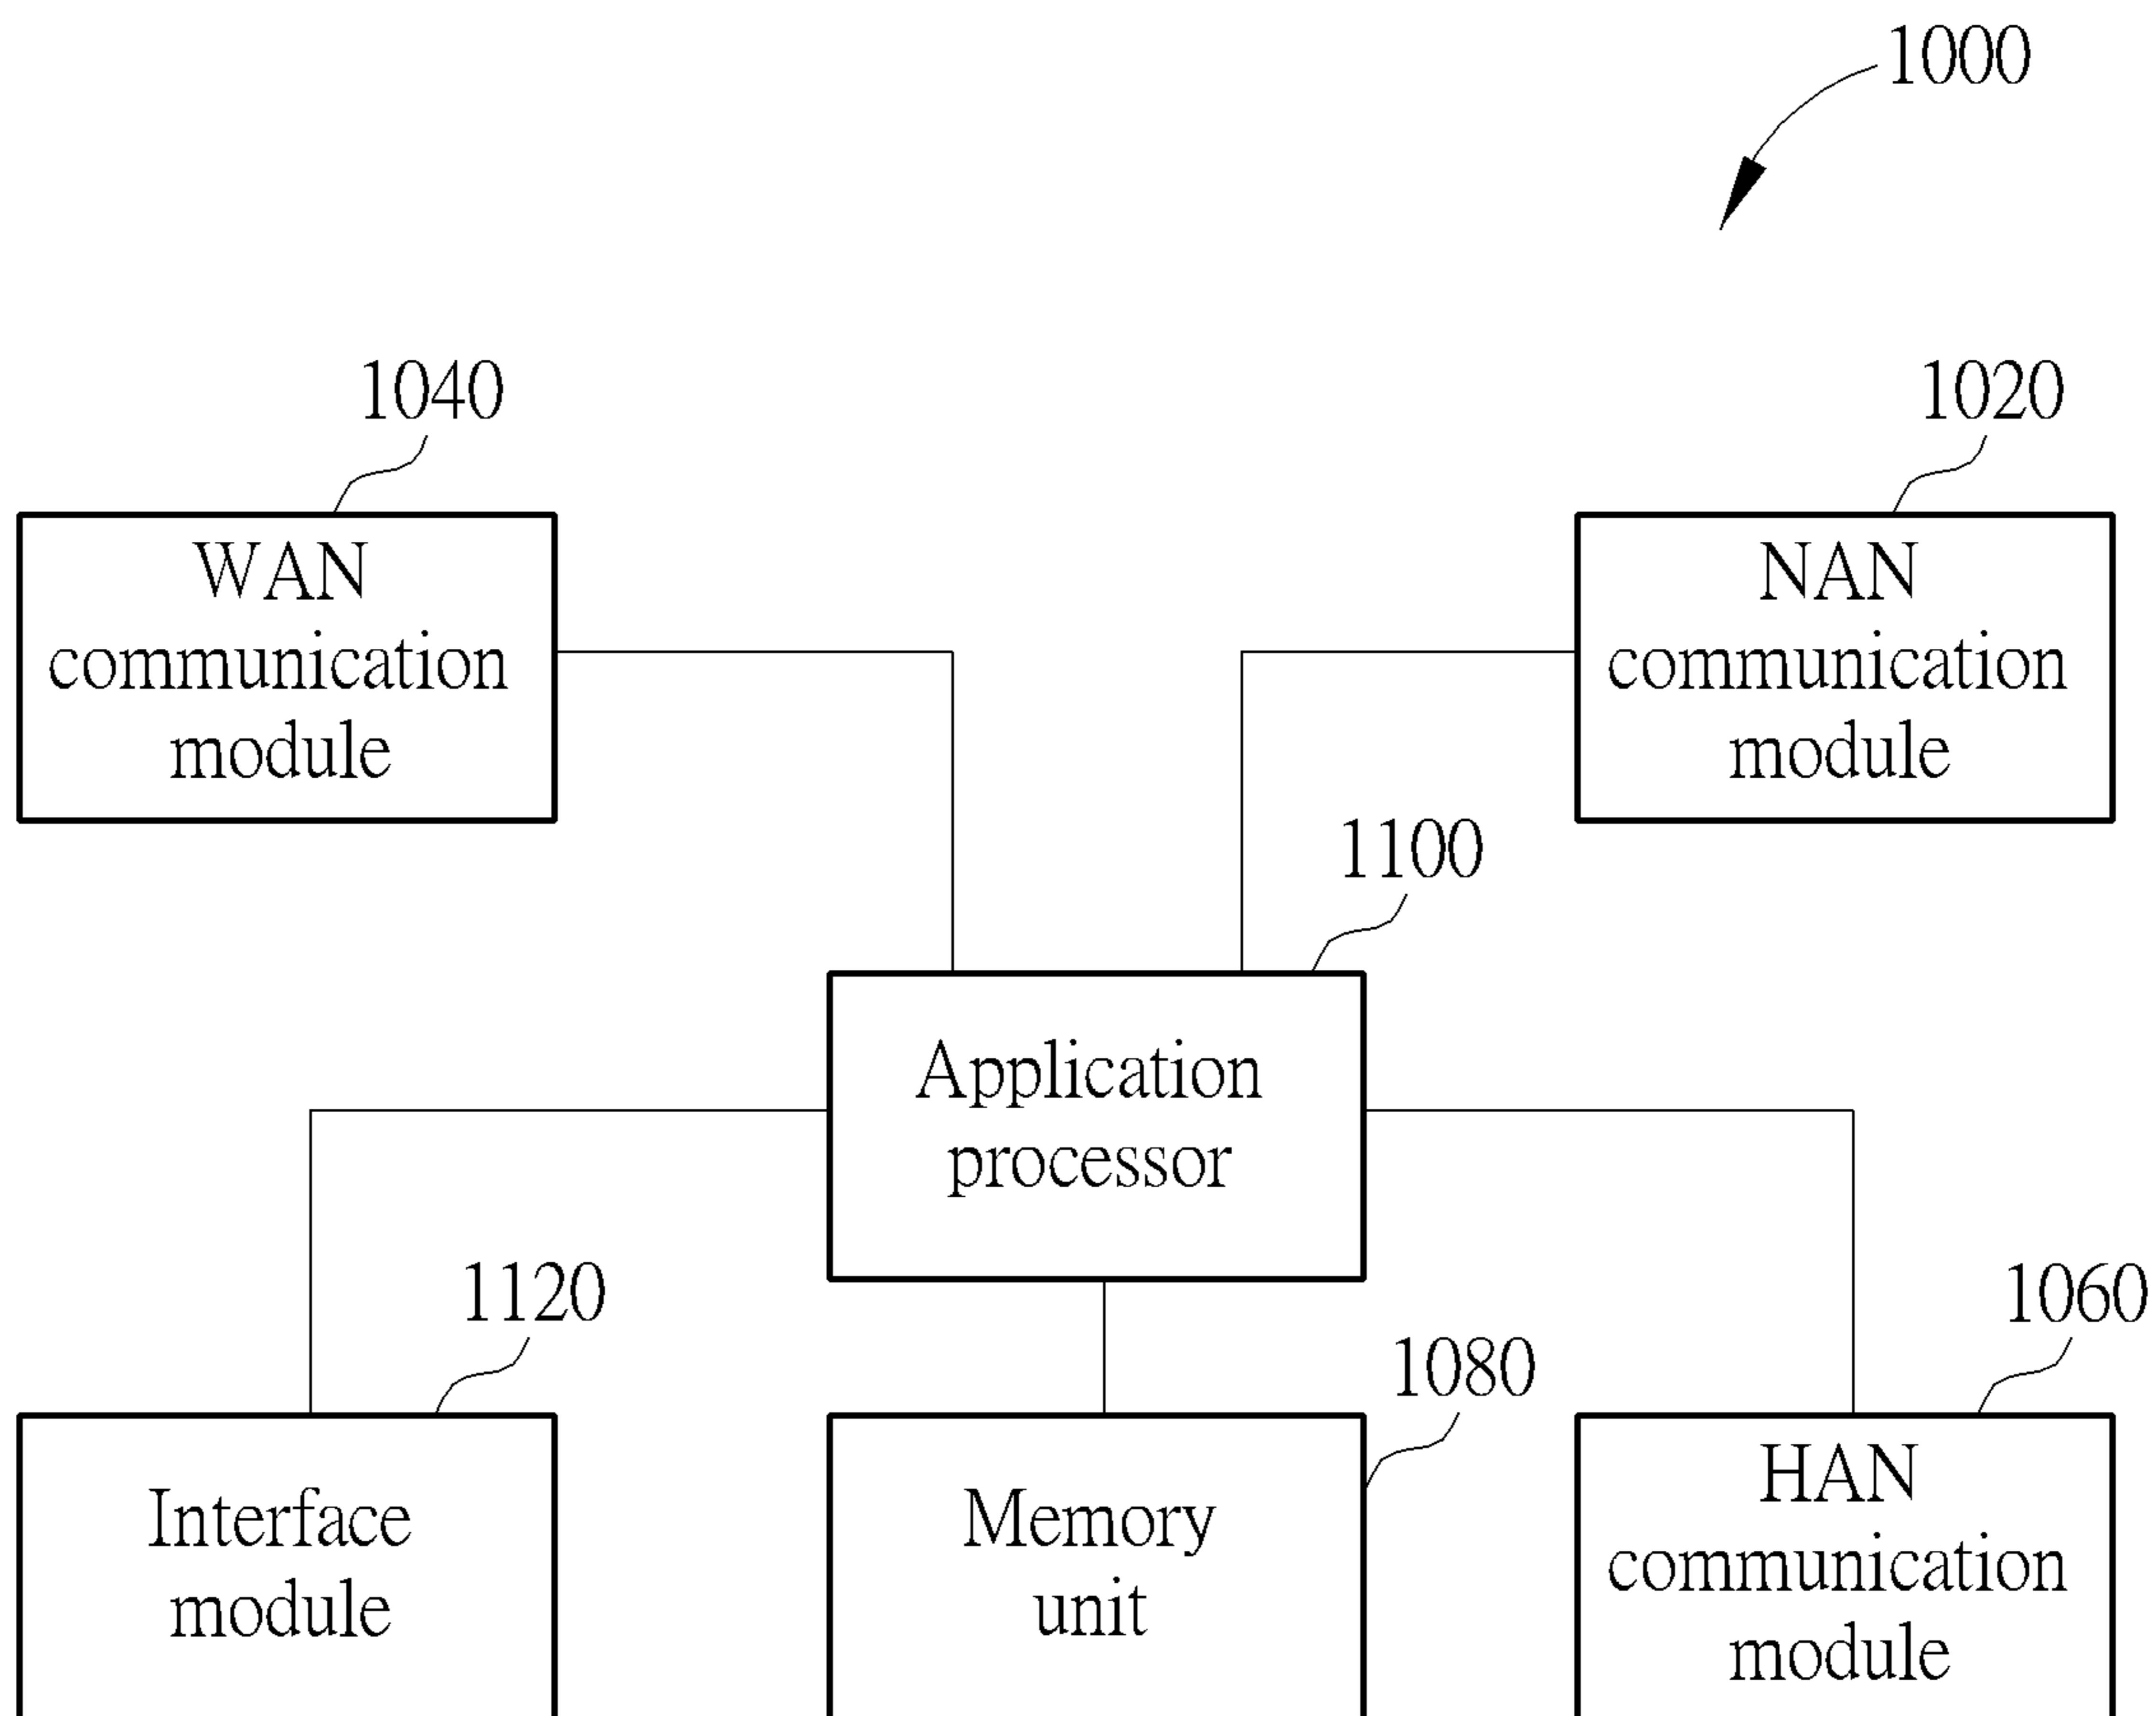 1000
1040
1020
WAN
communication
module
NAN
communication
module
1100
Application
processor
1120
1060
1080
Interface
module
Memory
unit
HAN
communication
module